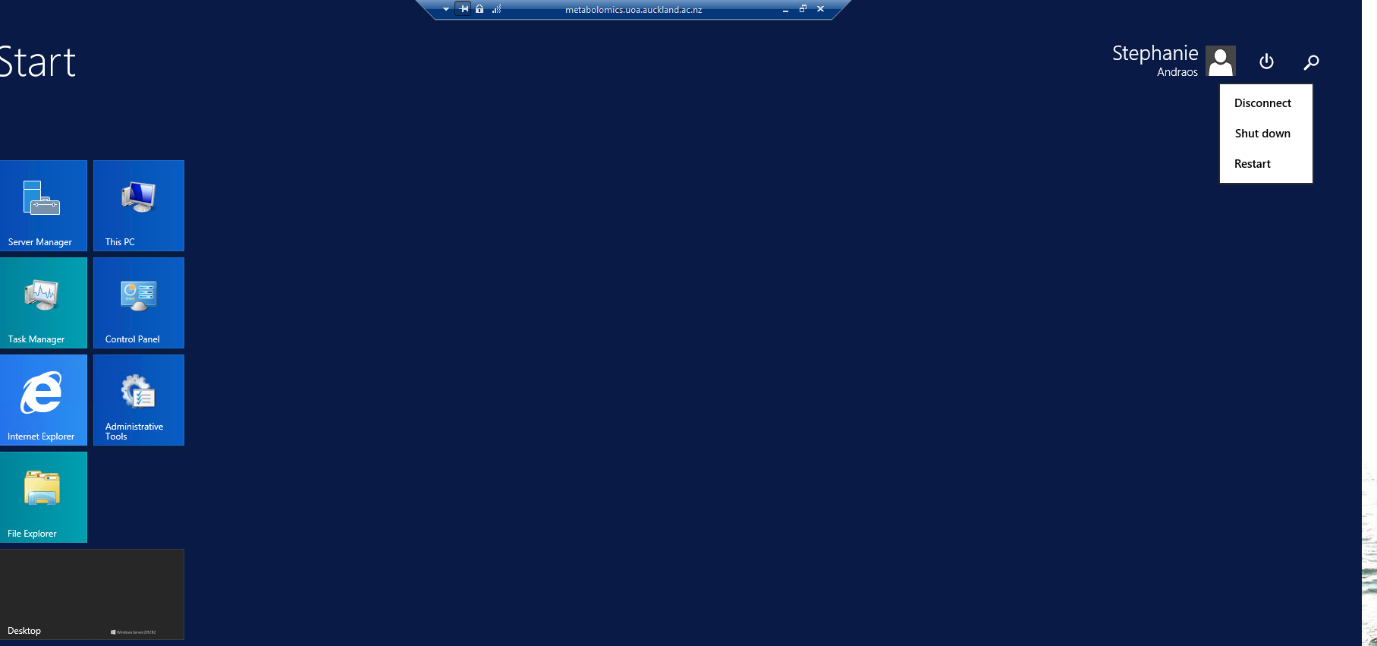 metabolomics.uoa.auckland.ac.nz
Start
Stephanie
Andraos
Disconnect
Shut down
Restart
Server Manager
This PC
Task Manager
Control Panel
Internet Explorer
Administrative
Tools
File Explorer
Desktop